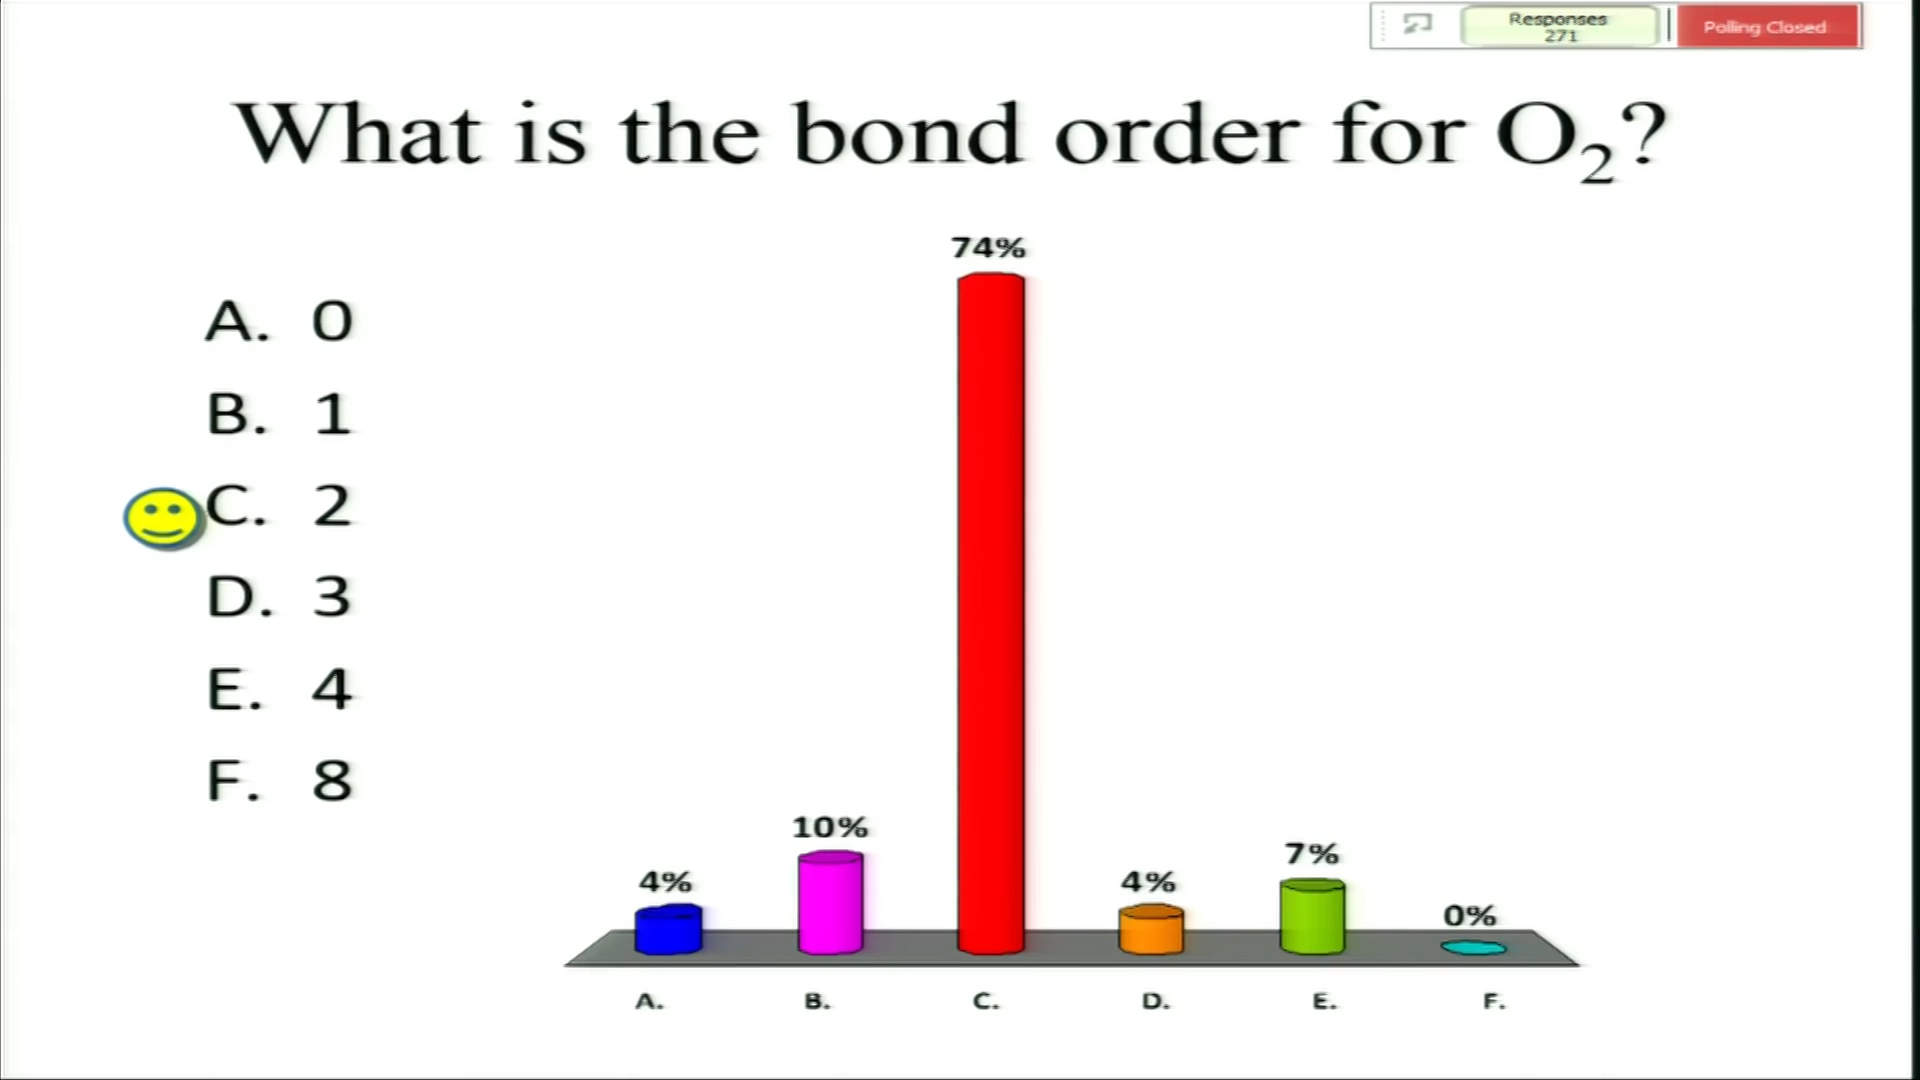 Responses
271
Polling Closed
What is the bond order for O₂?
A. 0
B. 1
C. 2
D. 3
E. 4
F. 8
74%
10%
7%
4%
4%
0%
A. B. C. D. E. F.